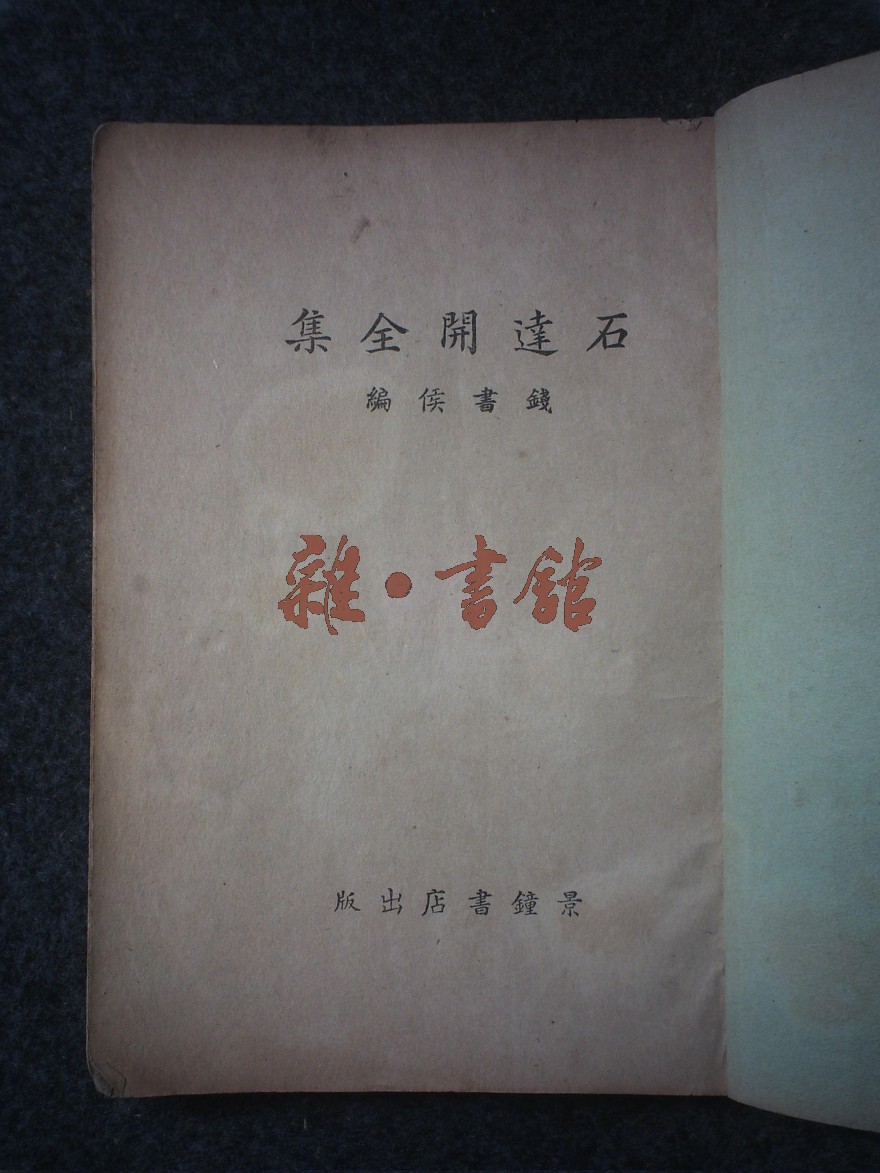 石達開全集
錢書侯編
雜·書館
景鐘書店出版